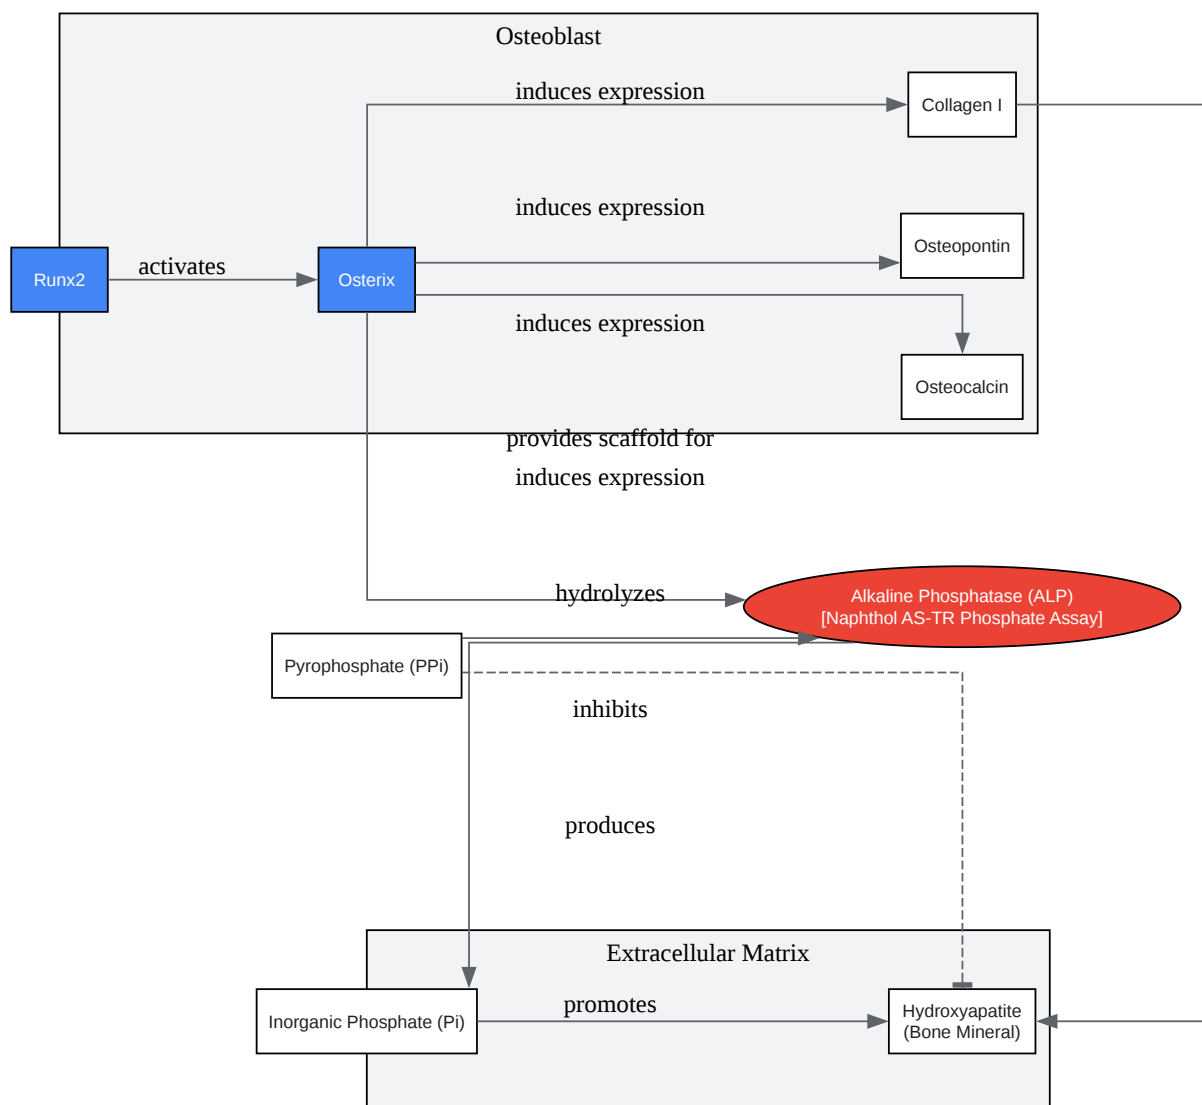 Osteoblast
induces expression
Collagen I
induces expression
Osteopontin
Runx2
activates
Osterix
induces expression
Osteocalcin
provides scaffold for
induces expression
hydrolyzes
Alkaline Phosphatase (ALP)
[Naphthol AS-TR Phosphate Assay]
Pyrophosphate (PPi)
inhibits
produces
Extracellular Matrix
promotes
Inorganic Phosphate (Pi)
Hydroxyapatite
(Bone Mineral)